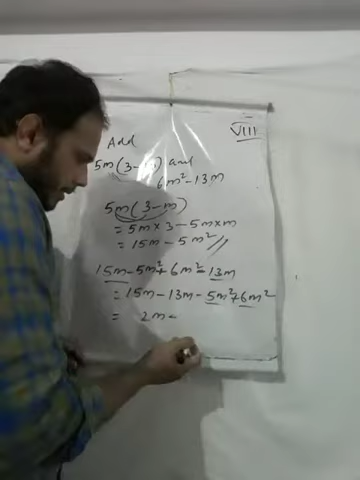 VIII
Add
5m(3-m) and
6m²-13m
5m(3-m)
= 5m×3-5m×m
= 15m-5m²//
15m-5m²+6m²-13m
= 15m-13m-5m²+6m²
= 2m-